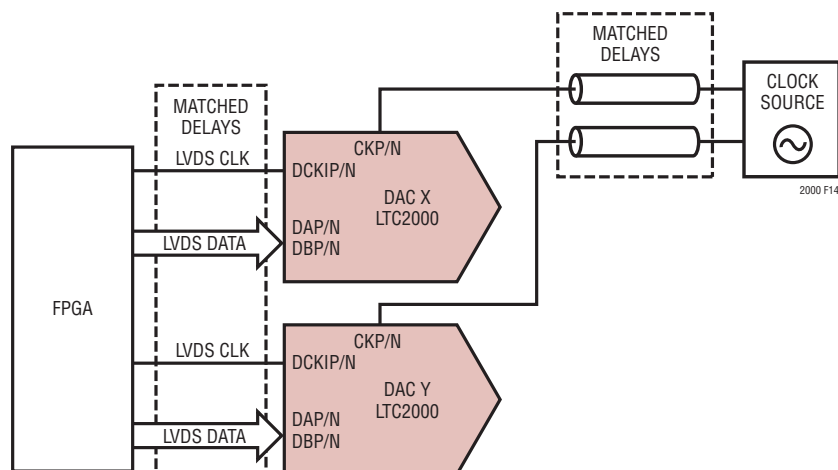 MATCHED
DELAYS
CLOCK
SOURCE
2000 F14
MATCHED
DELAYS
LVDS CLK
CKP/N
DCKIP/N
DAC X
LTC2000
DAP/N
DBP/N
LVDS DATA
FPGA
LVDS CLK
CKP/N
DCKIP/N
DAC Y
LTC2000
DAP/N
DBP/N
LVDS DATA